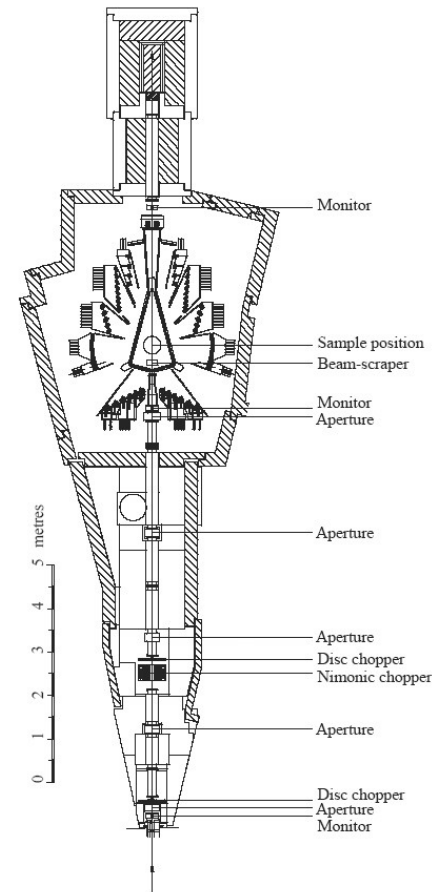 Monitor
Sample position
Beam-scraper
Monitor
Aperture
Aperture
Aperture
Disc chopper
Nimonic chopper
Aperture
Disc chopper
Aperture
Monitor
metres
5
4
3
2
1
0